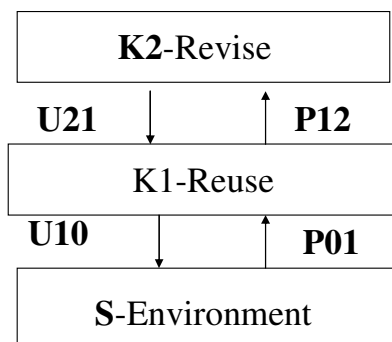 K2-Revise
U21 P12
K1-Reuse
U10 P01
S-Environment